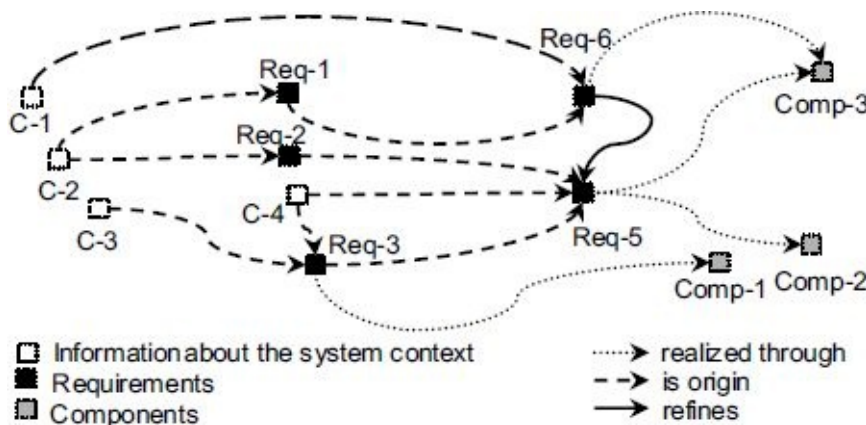 Req-6
Req-1
Comp-3
C-1
Req-2
C-2
C-4
Req-5
C-3
Req-3
Comp-1
Comp-2
Information about the system context
realized through
Requirements
is origin
Components
refines